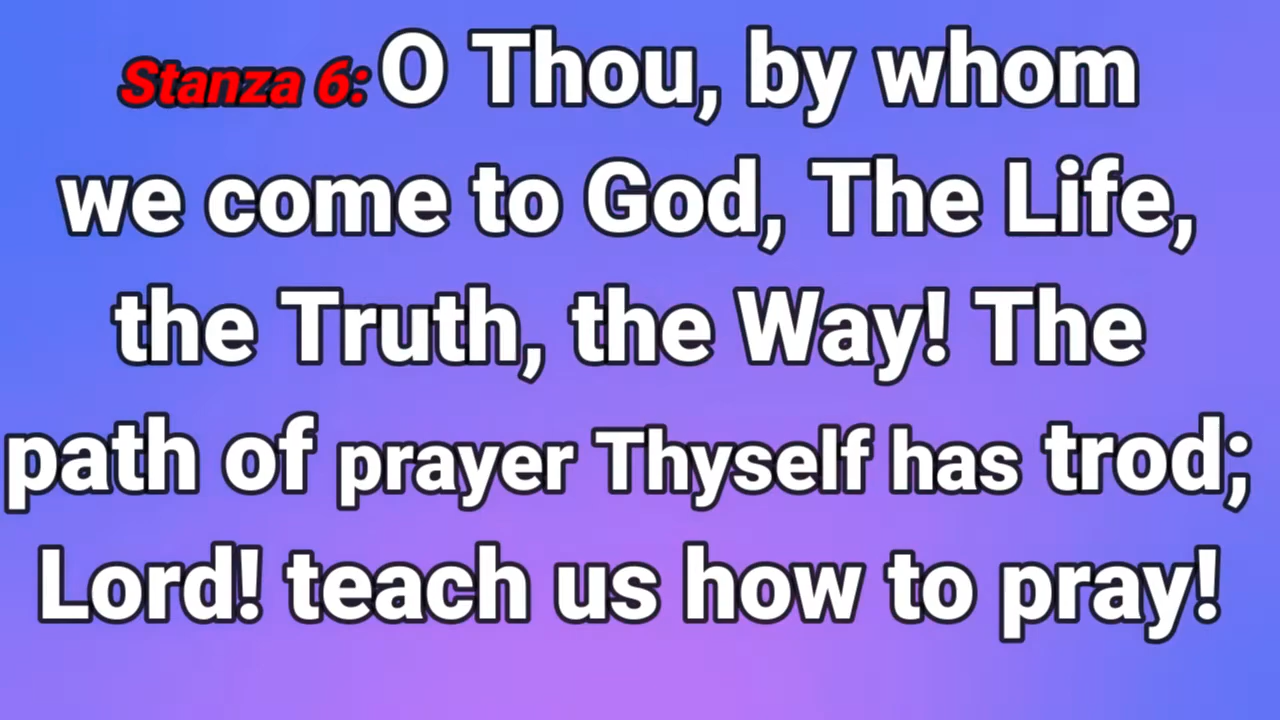 Stanza 6: O Thou, by whom
we come to God, The Life,
the Truth, the Way! The
path of prayer Thyself has trod;
Lord! teach us how to pray!